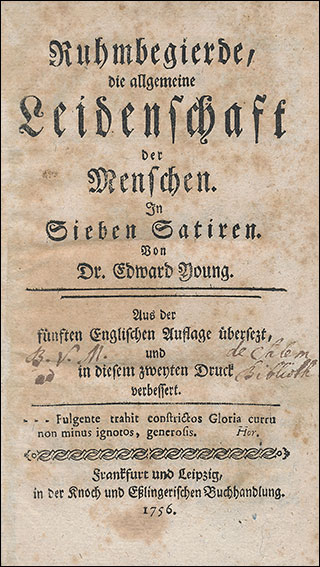 Ruhmbegierde,
die allgemeine
Leidenschaft
der
Menschen.
In
Sieben Satiren.
Von
Dr. Edward Young.
Aus der
fünften Englischen Auflage übersezt,
B. V. M.
und
ad
in diesem zweyten Druck
Biblioth
verbessert.
- - - Fulgente trahit constrictos Gloria curru
non minus ignotos, generosis. Hor.
Frankfurt und Leipzig,
in der Knoch und Eßlingerischen Buchhandlung.
1756.